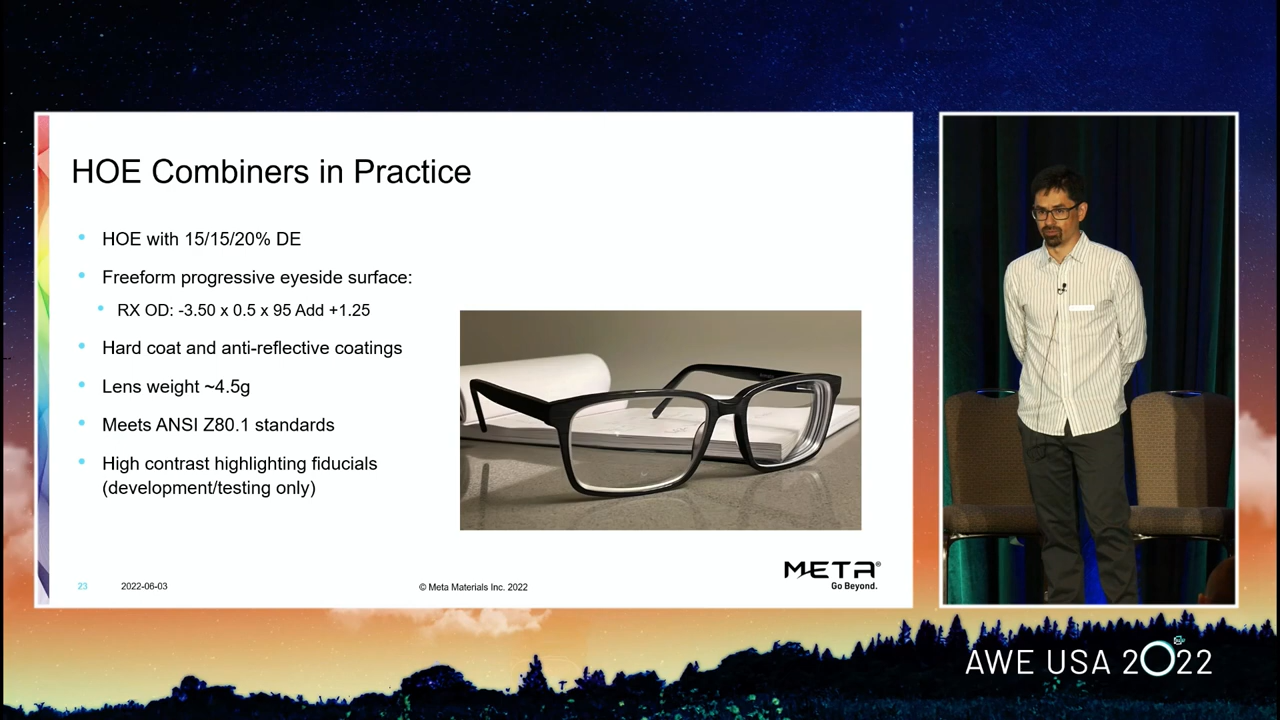 HOE Combiners in Practice
HOE with 15/15/20% DE
Freeform progressive eyeside surface:
RX OD: -3.50 x 0.5 x 95 Add +1.25
Hard coat and anti-reflective coatings
Lens weight ~4.5g
Meets ANSI Z80.1 standards
High contrast highlighting fiducials
(development/testing only)
23
2022-06-03
© Meta Materials Inc. 2022
META®
Go Beyond.
AWE USA 2022